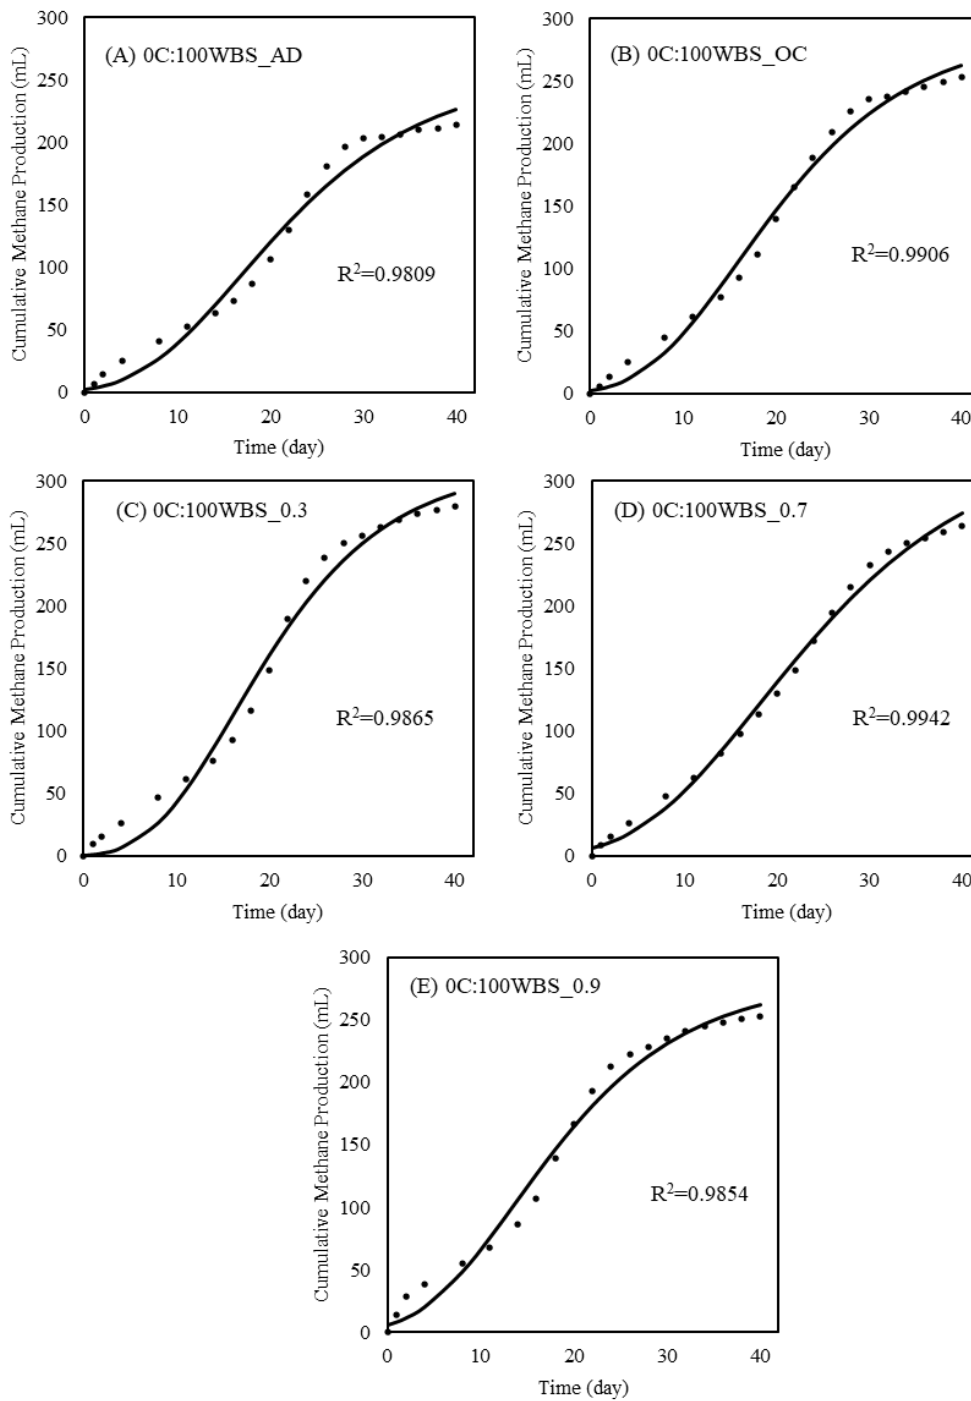 300
250
200
150
100
50
0
Cumulative Methane Production (mL)
(A) 0C:100WBS_AD
R²=0.9809
0 10 20 30 40
Time (day)
300
250
200
150
100
50
0
Cumulative Methane Production (mL)
(B) 0C:100WBS_OC
R²=0.9906
0 10 20 30 40
Time (day)
300
250
200
150
100
50
0
Cumulative Methane Production (mL)
(C) 0C:100WBS_0.3
R²=0.9865
0 10 20 30 40
Time (day)
300
250
200
150
100
50
0
Cumulative Methane Production (mL)
(D) 0C:100WBS_0.7
R²=0.9942
0 10 20 30 40
Time (day)
300
250
200
150
100
50
0
Cumulative Methane Production (mL)
(E) 0C:100WBS_0.9
R²=0.9854
0 10 20 30 40
Time (day)